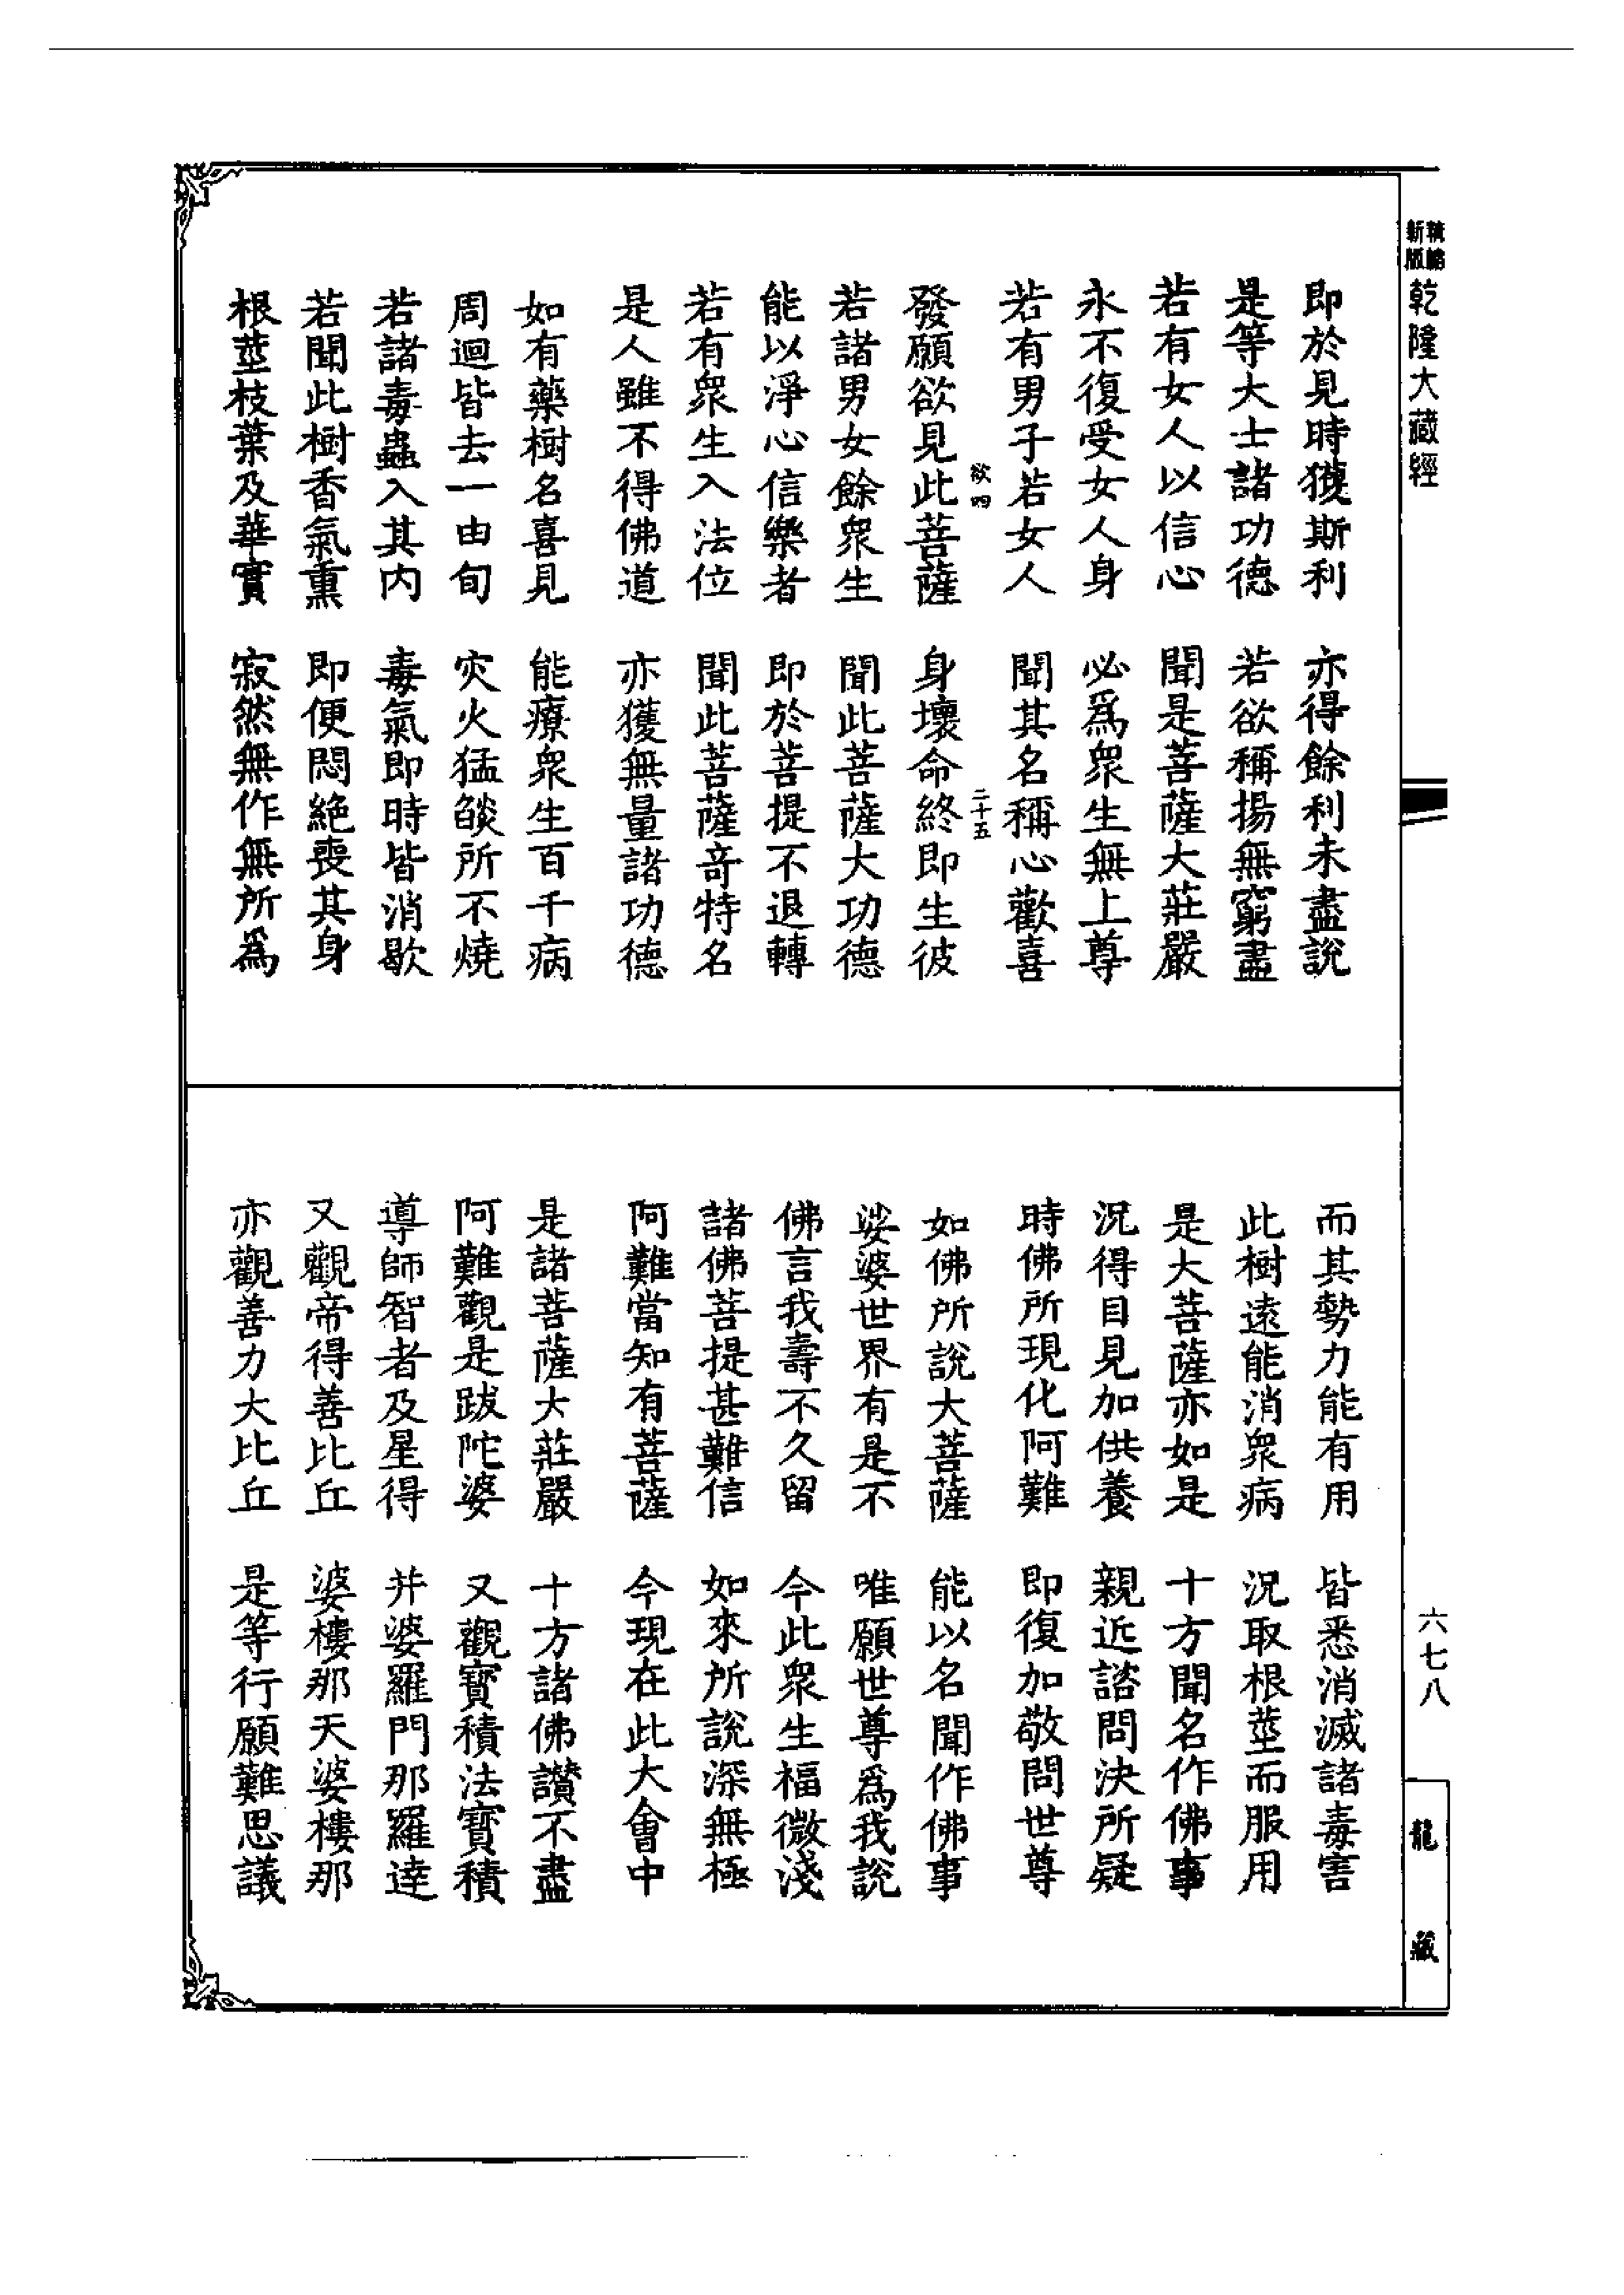 新版
乾隆大藏經
即於見時獲斯利　亦得餘利未盡說
是等大士諸功德　若欲稱揚無窮盡
若有女人以信心　聞是菩薩大莊嚴
永不復受女人身　必爲衆生無上尊
若有男子若女人　聞其名稱心歡喜
欲四　二十五
發願欲見此菩薩　身壞命終即生彼
若諸男女餘衆生　聞此菩薩大功德
能以淨心信樂者　即於菩提不退轉
若有衆生入法位　聞此菩薩奇特名
是人雖不得佛道　亦獲無量諸功德
如有藥樹名喜見　能療衆生百千病
周迴皆去一由旬　灾火猛燄所不燒
若諸毒蟲入其内　毒氣即時皆消歇
若聞此樹香氣熏　即便悶絶喪其身
根莖枝葉及華實　寂然無作無所爲
而其勢力能有用　皆悉消滅諸毒害
此樹遠能消衆病　況取根莖而服用
是大菩薩亦如是　十方聞名作佛事
況得目見加供養　親近諮問決所疑
時佛所現化阿難　即復加敬問世尊
如佛所說大菩薩　能以名聞作佛事
娑婆世界有是不　唯願世尊爲我說
佛言我壽不久留　今此衆生福微淺
諸佛菩提甚難信　如來所說深無極
阿難當知有菩薩　今現在此大會中
是諸菩薩大莊嚴　十方諸佛讃不盡
阿難觀是跋陀婆　又觀寳積法寳積
導師智者及星得　并婆羅門那羅達
又觀帝得善比丘　婆樓那天婆樓那
亦觀善力大比丘　是等行願難思議
六七八
龍藏